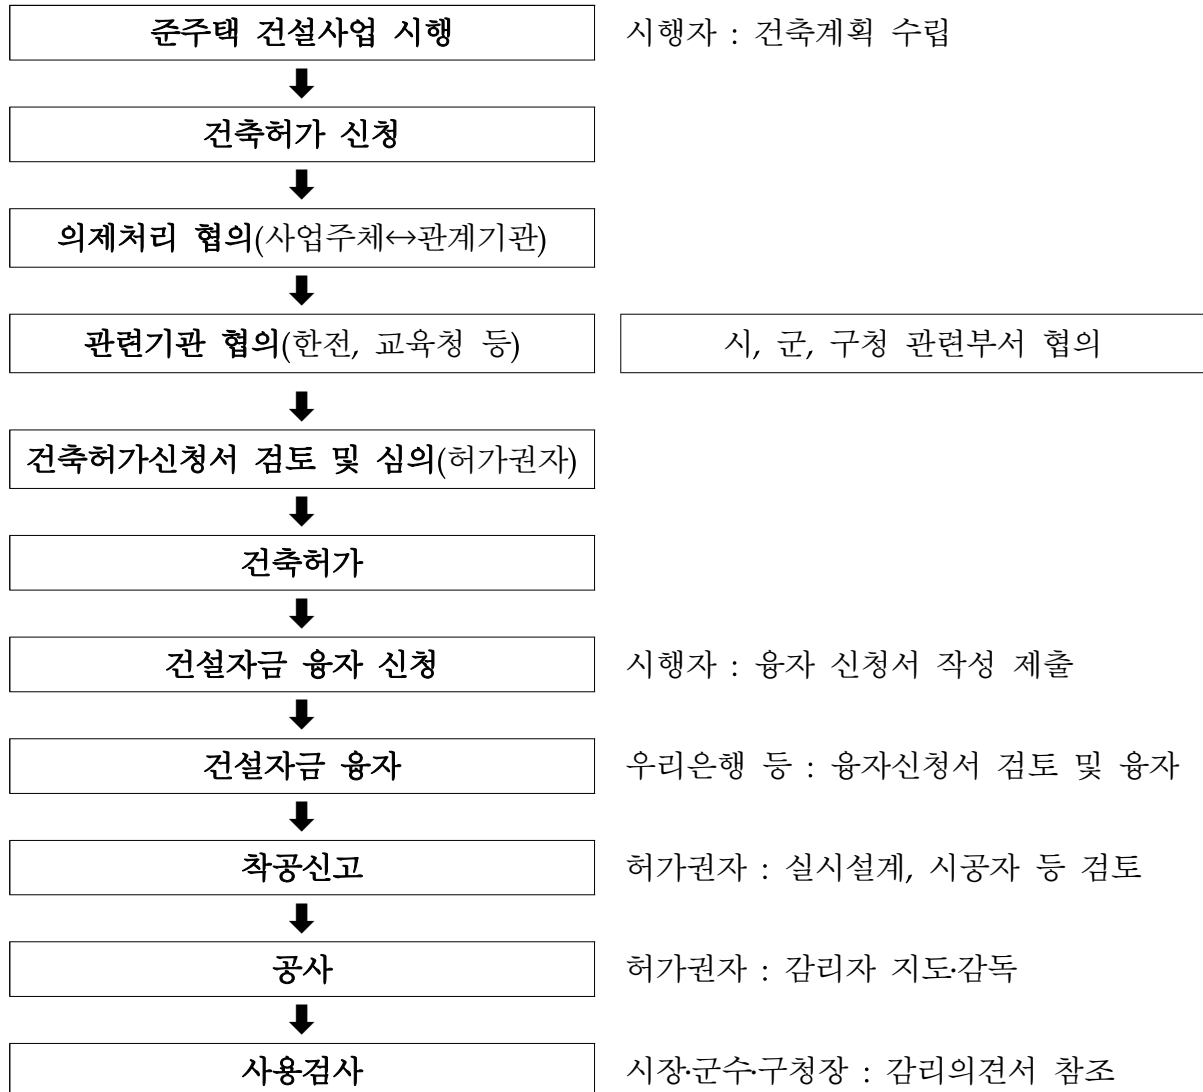 준주택 건설사업 시행 시행자 : 건축계획 수립
건축허가 신청
의제처리 협의(사업주체↔관계기관)
관련기관 협의(한전, 교육청 등) 시, 군, 구청 관련부서 협의
건축허가신청서 검토 및 심의(허가권자)
건축허가
건설자금 융자 신청 시행자 : 융자 신청서 작성 제출
건설자금 융자 우리은행 등 : 융자신청서 검토 및 융자
착공신고 허가권자 : 실시설계, 시공자 등 검토
공사 허가권자 : 감리자 지도·감독
사용검사 시장·군수·구청장 : 감리의견서 참조